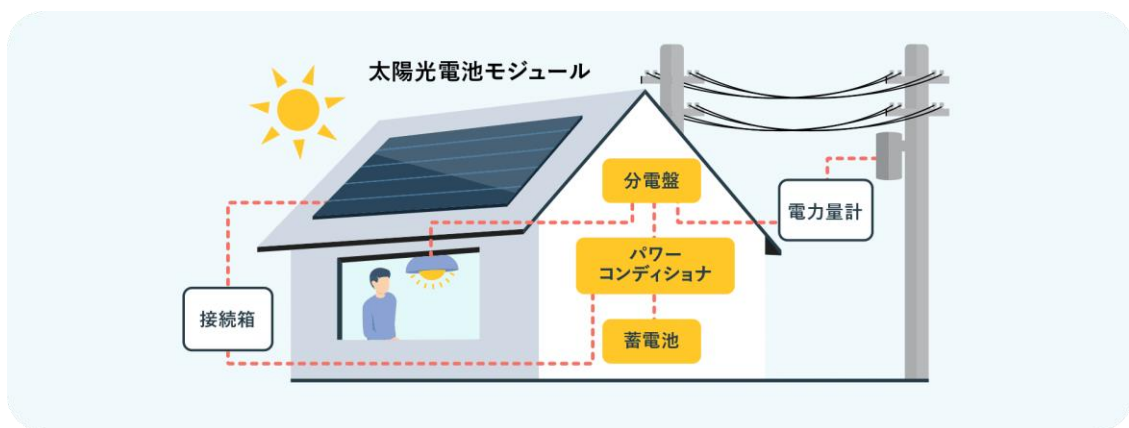 太陽光電池モジュール
分電盤
電力量計
パワー
コンディショナ
接続箱
蓄電池